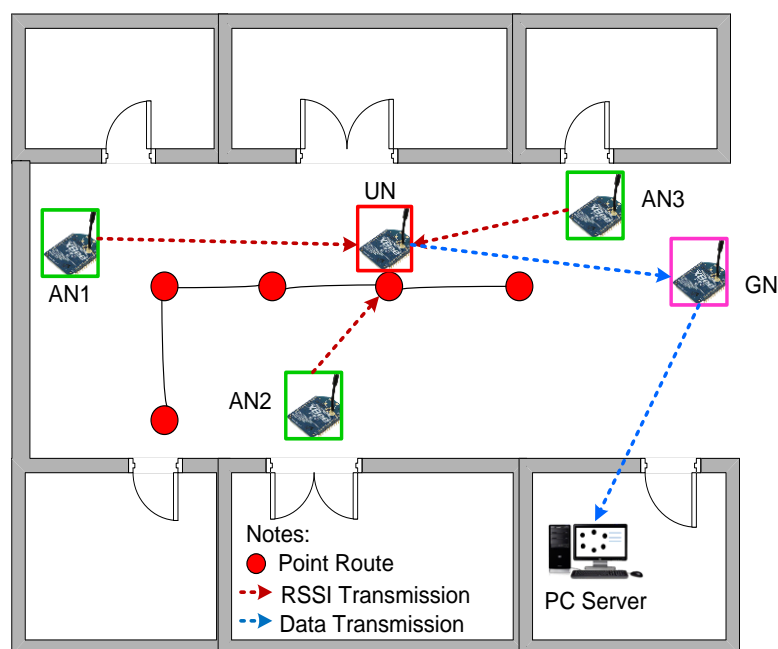 UN
AN3
AN1
GN
AN2
Notes:
Point Route
RSSI Transmission
Data Transmission
PC Server